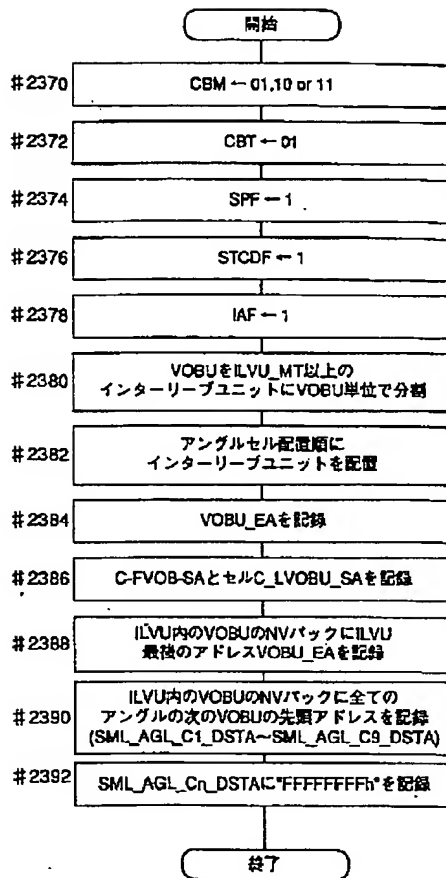 開始
#2370
CBM ← 01,10 or 11
#2372
CBT ← 01
#2374
SPF ← 1
#2376
STCDF ← 1
#2378
IAF ← 1
#2380
VOBUをILVU_MT以上の
インターリーブユニットにVOBU単位で分割
#2382
アングルセル配置順に
インターリーブユニットを配置
#2384
VOBU_EAを記録
#2386
C-FVOB-SAとセルC_LVOBU_SAを記録
#2388
ILVU内のVOBUのNVパックにILVU
最後のアドレスVOBU_EAを記録
#2390
ILVU内のVOBUのNVパックに全ての
アングルの次のVOBUの先頭アドレスを記録
(SML_AGL_C1_DSTA～SML_AGL_C9_DSTA)
#2392
SML_AGL_Cn_DSTAに"FFFFFFFFh"を記録
終了